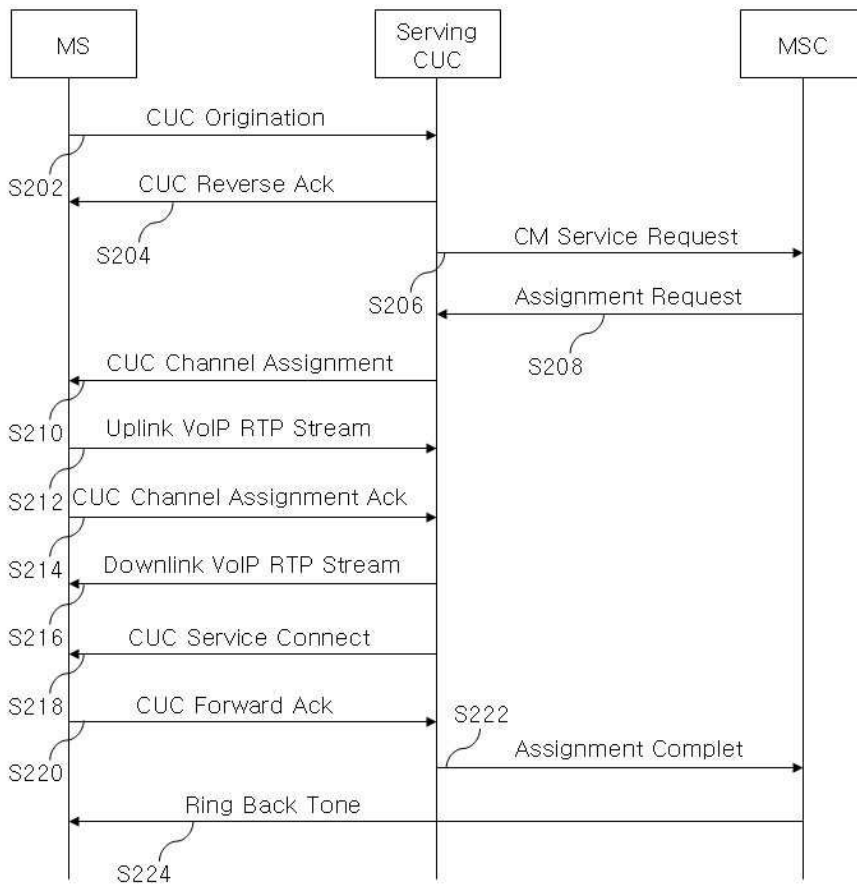 MS
Serving
CUC
MSC
CUC Origination
S202
CUC Reverse Ack
S204
CM Service Request
S206
Assignment Request
S208
CUC Channel Assignment
S210
Uplink VoIP RTP Stream
S212
CUC Channel Assignment Ack
S214
Downlink VoIP RTP Stream
S216
CUC Service Connect
S218
CUC Forward Ack
S220
S222
Assignment Complet
Ring Back Tone
S224